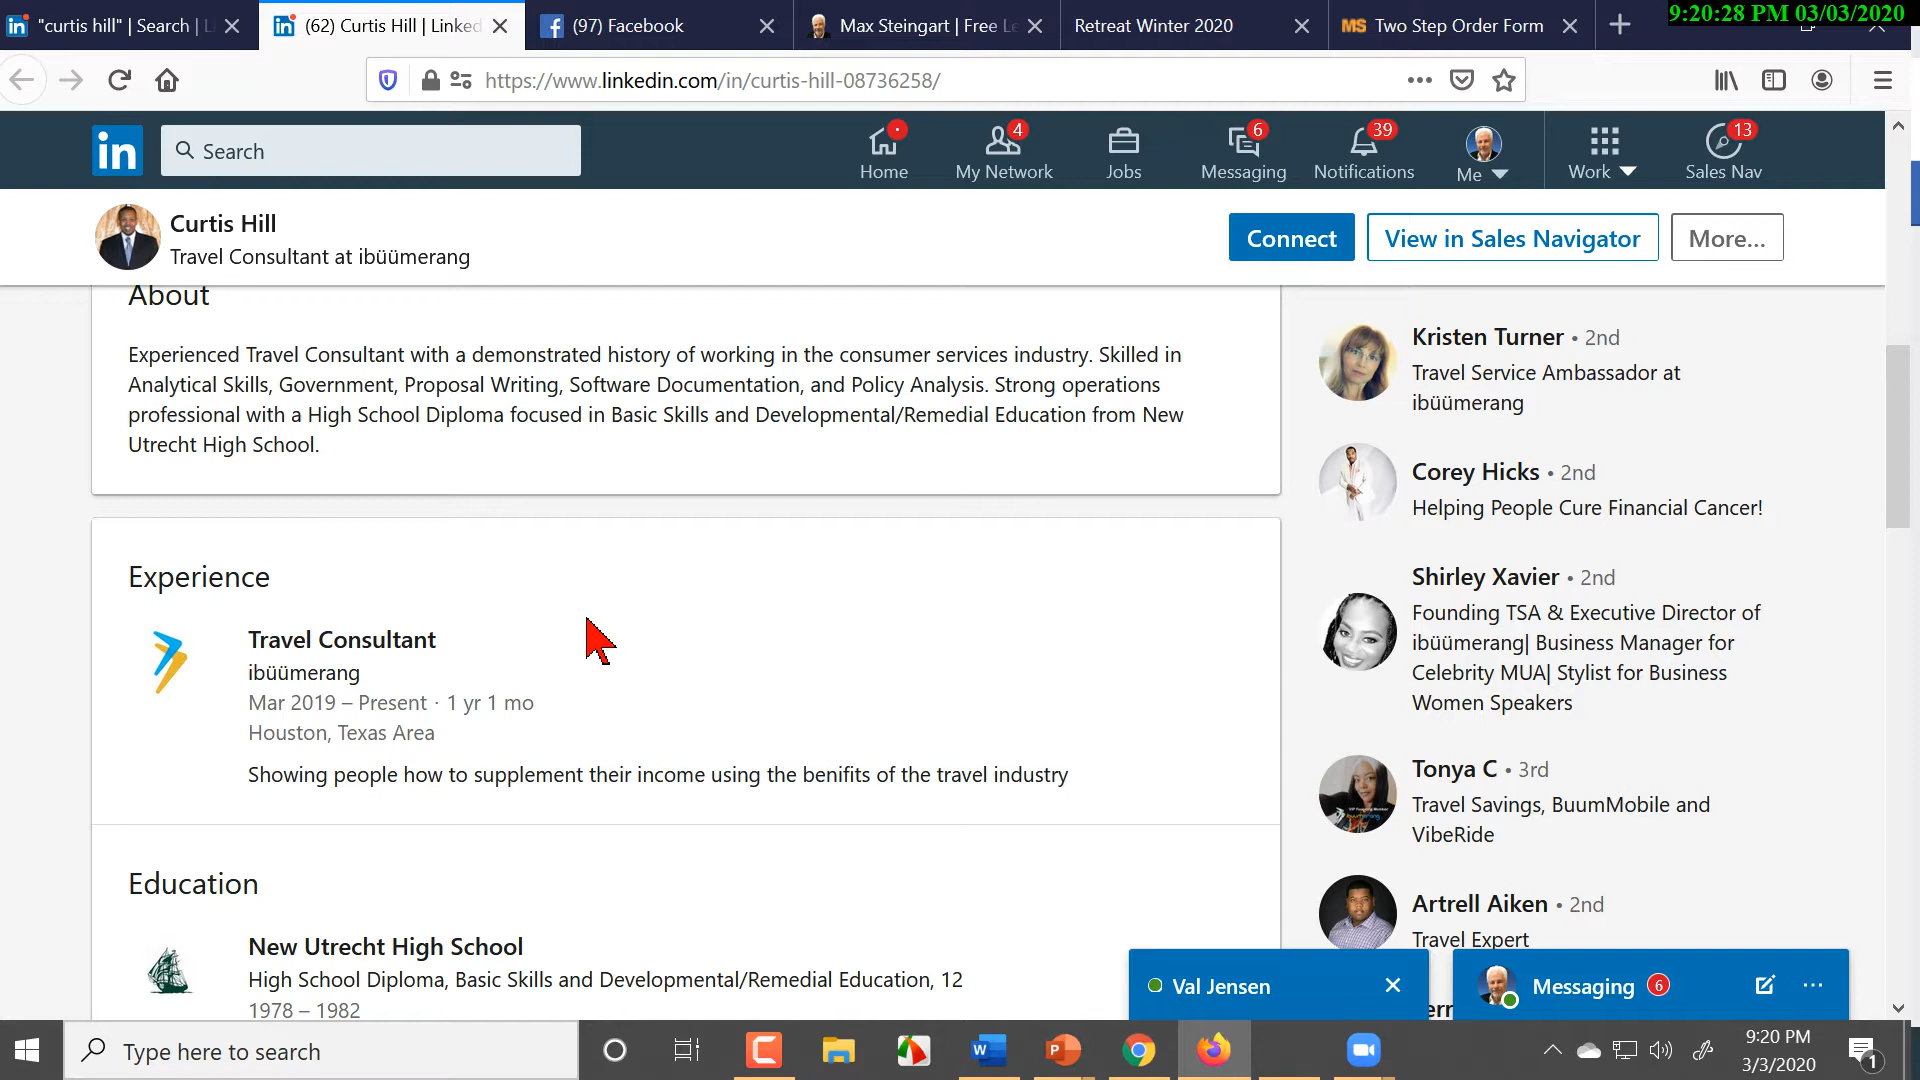 "curtis hill" | Search | Li
(62) Curtis Hill | Linked
(97) Facebook
Max Steingart | Free Le
Retreat Winter 2020
MS Two Step Order Form
9:20:28 PM 03/03/2020
https://www.linkedin.com/in/curtis-hill-08736258/
in
Search
Home
4
My Network
Jobs
6
Messaging
39
Notifications
Me
Work
13
Sales Nav
Curtis Hill
Travel Consultant at ibüümerang
Connect
View in Sales Navigator
More...
About
Experienced Travel Consultant with a demonstrated history of working in the consumer services industry. Skilled in
Analytical Skills, Government, Proposal Writing, Software Documentation, and Policy Analysis. Strong operations
professional with a High School Diploma focused in Basic Skills and Developmental/Remedial Education from New
Utrecht High School.
Experience
Travel Consultant
ibüümerang
Mar 2019 – Present · 1 yr 1 mo
Houston, Texas Area
Showing people how to supplement their income using the benifits of the travel industry
Education
New Utrecht High School
High School Diploma, Basic Skills and Developmental/Remedial Education, 12
1978 – 1982
Kristen Turner • 2nd
Travel Service Ambassador at
ibüümerang
Corey Hicks • 2nd
Helping People Cure Financial Cancer!
Shirley Xavier • 2nd
Founding TSA & Executive Director of
ibüümerang| Business Manager for
Celebrity MUA| Stylist for Business
Women Speakers
Tonya C • 3rd
Travel Savings, BuumMobile and
VibeRide
Artrell Aiken • 2nd
Travel Expert
Val Jensen
Messaging 6
Type here to search
9:20 PM
3/3/2020
1